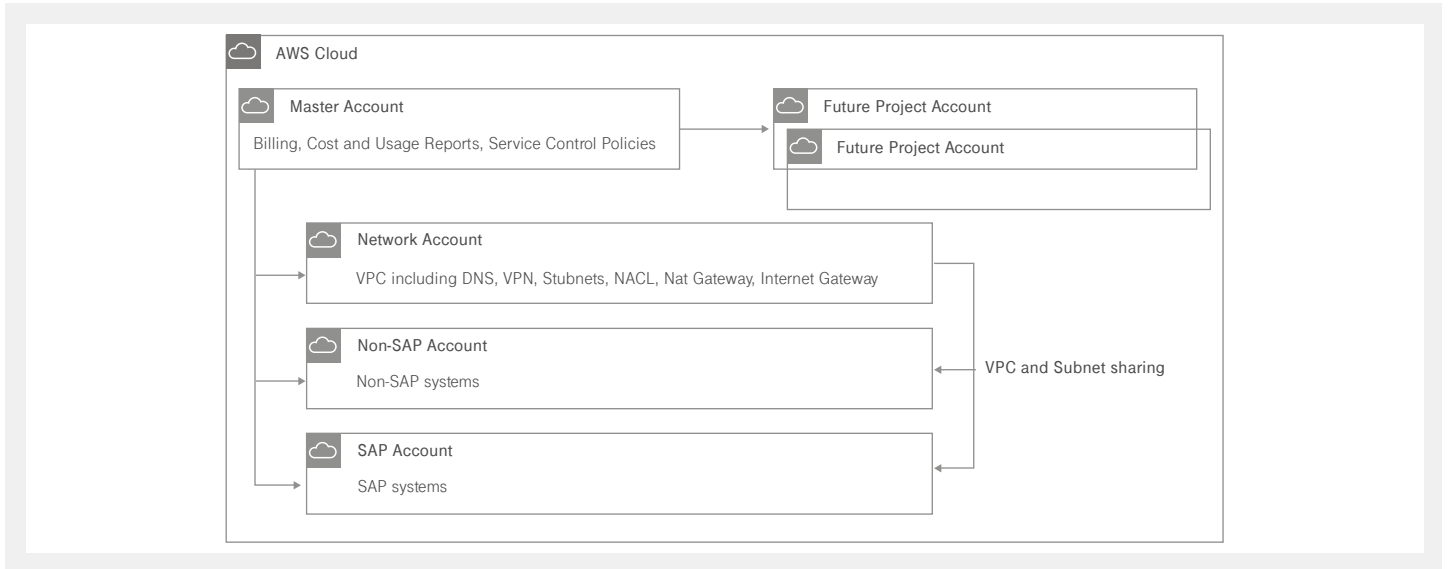 AWS Cloud
Master Account
Billing, Cost and Usage Reports, Service Control Policies
Future Project Account
Future Project Account
Network Account
VPC including DNS, VPN, Stubnets, NACL, Nat Gateway, Internet Gateway
Non-SAP Account
Non-SAP systems
VPC and Subnet sharing
SAP Account
SAP systems